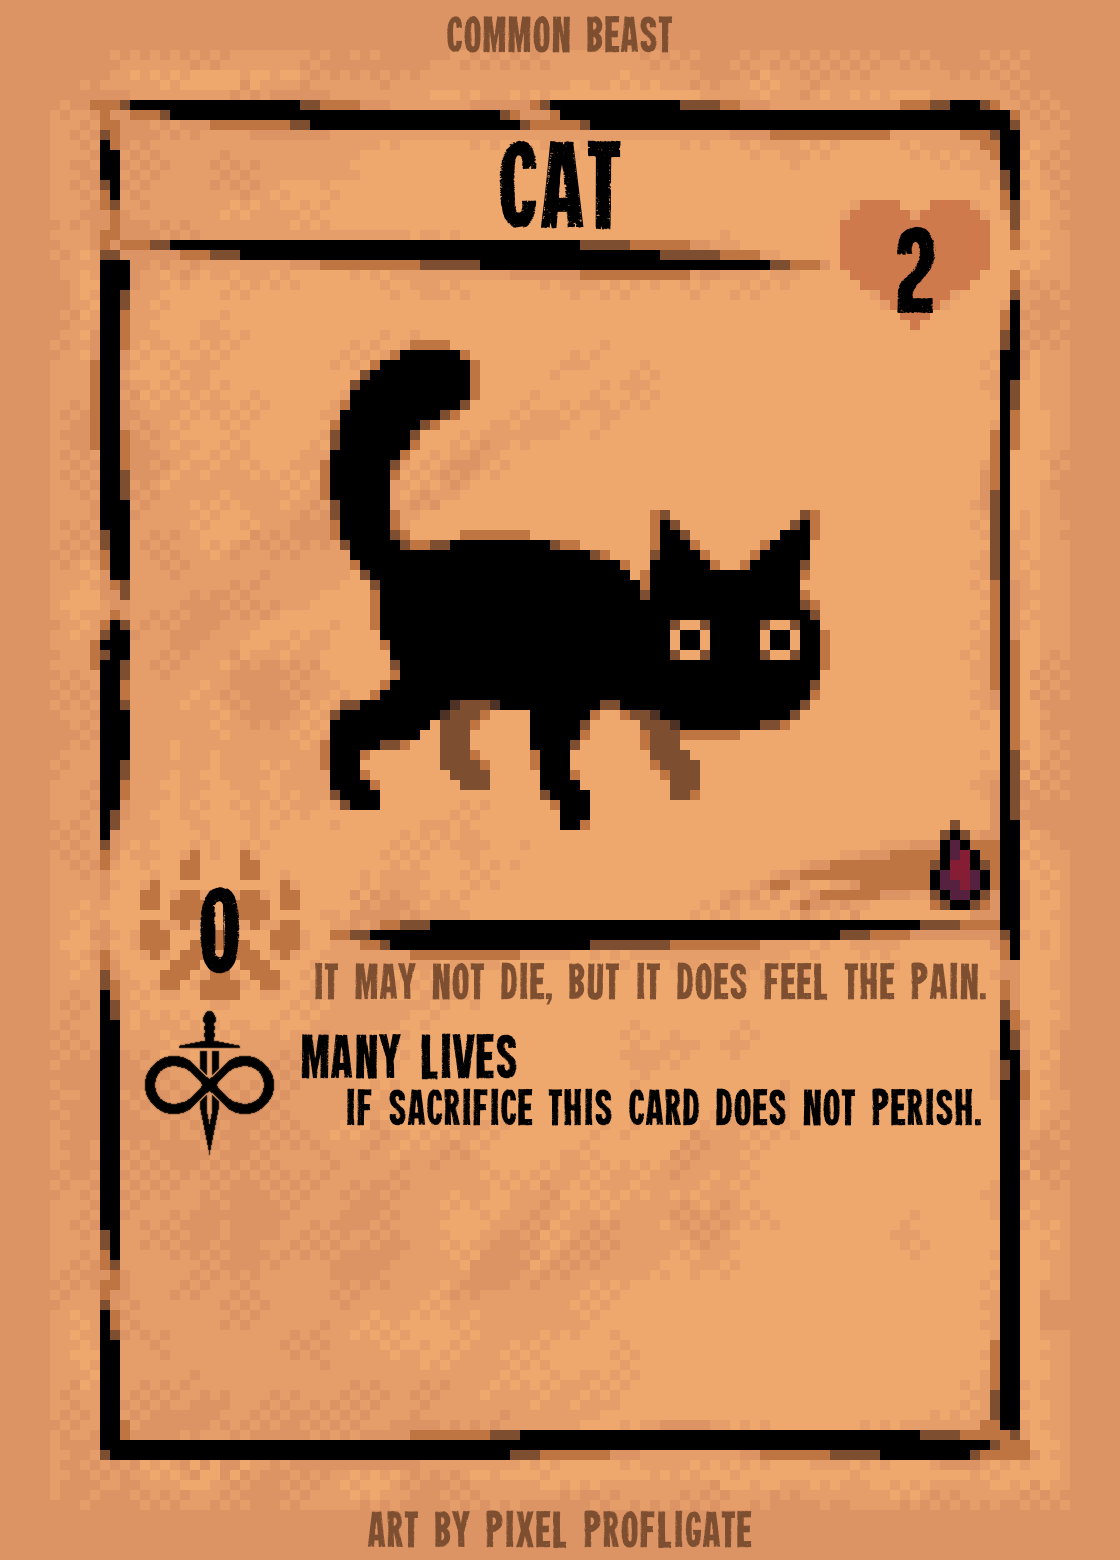 COMMON BEAST
CAT
2
0
IT MAY NOT DIE, BUT IT DOES FEEL THE PAIN.
MANY LIVES
IF SACRIFICE THIS CARD DOES NOT PERISH.
ART BY PIXEL PROFLIGATE